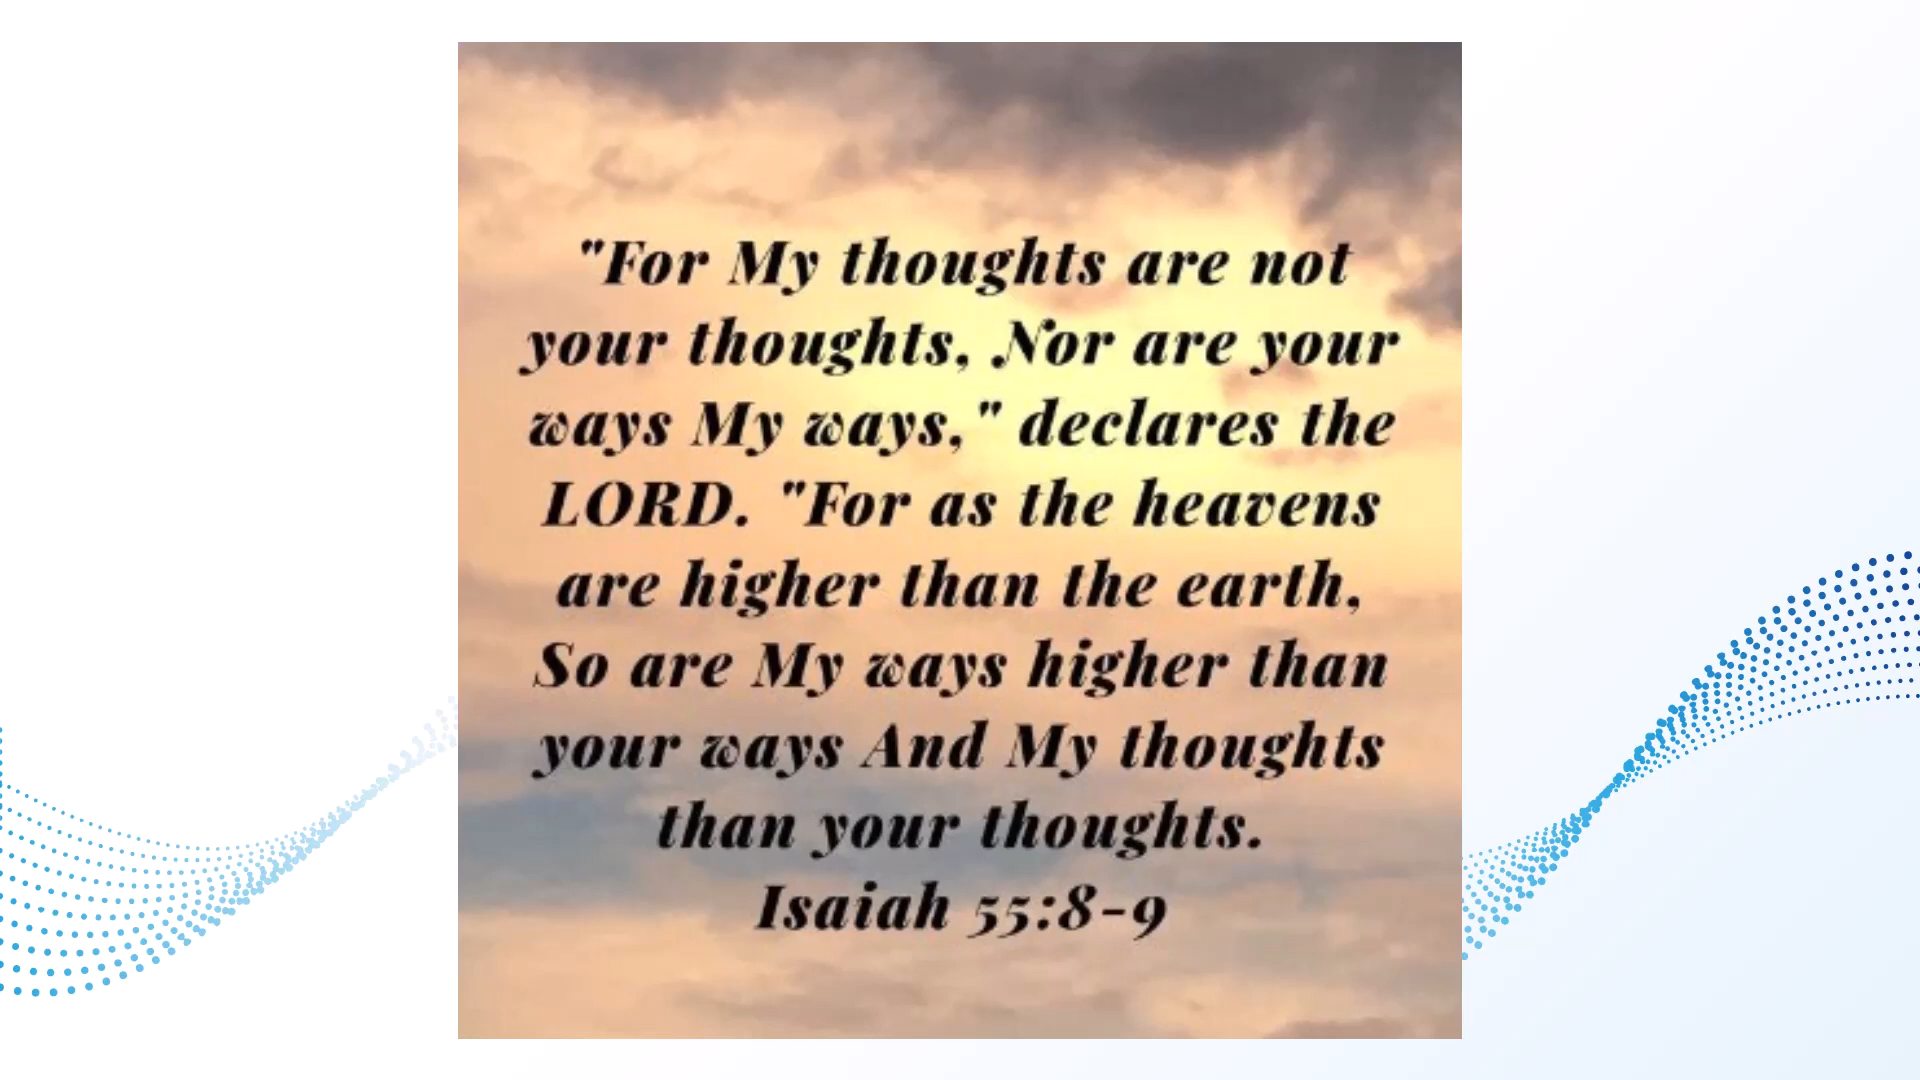 "For My thoughts are not
your thoughts, Nor are your
ways My ways," declares the
LORD. "For as the heavens
are higher than the earth,
So are My ways higher than
your ways And My thoughts
than your thoughts.
Isaiah 55:8-9